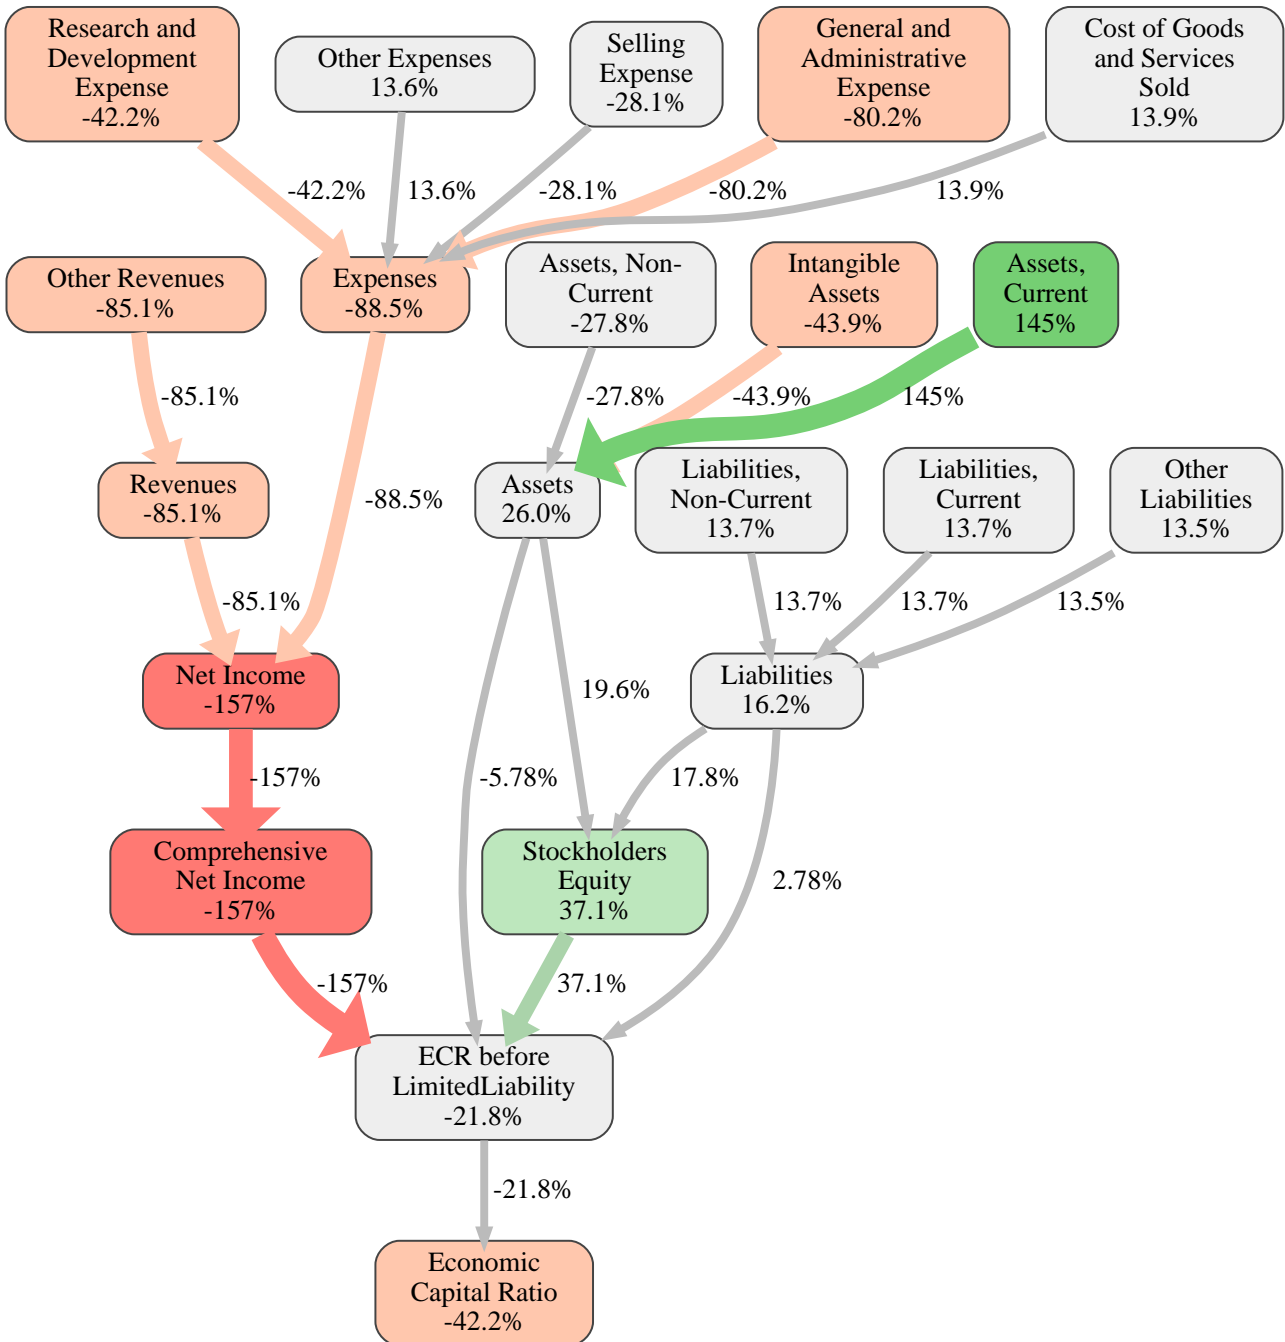 Research and
Development
Expense
-42.2%
Other Expenses
13.6%
Selling
Expense
-28.1%
General and
Administrative
Expense
-80.2%
Cost of Goods
and Services
Sold
13.9%
-42.2%
13.6%
-28.1%
-80.2%
13.9%
Other Revenues
-85.1%
Expenses
-88.5%
Assets, Non-
Current
-27.8%
Intangible
Assets
-43.9%
Assets,
Current
145%
-85.1%
-27.8%
-43.9%
145%
Revenues
-85.1%
-88.5%
Assets
26.0%
Liabilities,
Non-Current
13.7%
Liabilities,
Current
13.7%
Other
Liabilities
13.5%
-85.1%
13.7%
13.7%
13.5%
Net Income
-157%
19.6%
Liabilities
16.2%
-157%
-5.78%
17.8%
Comprehensive
Net Income
-157%
Stockholders
Equity
37.1%
2.78%
-157%
37.1%
ECR before
LimitedLiability
-21.8%
-21.8%
Economic
Capital Ratio
-42.2%